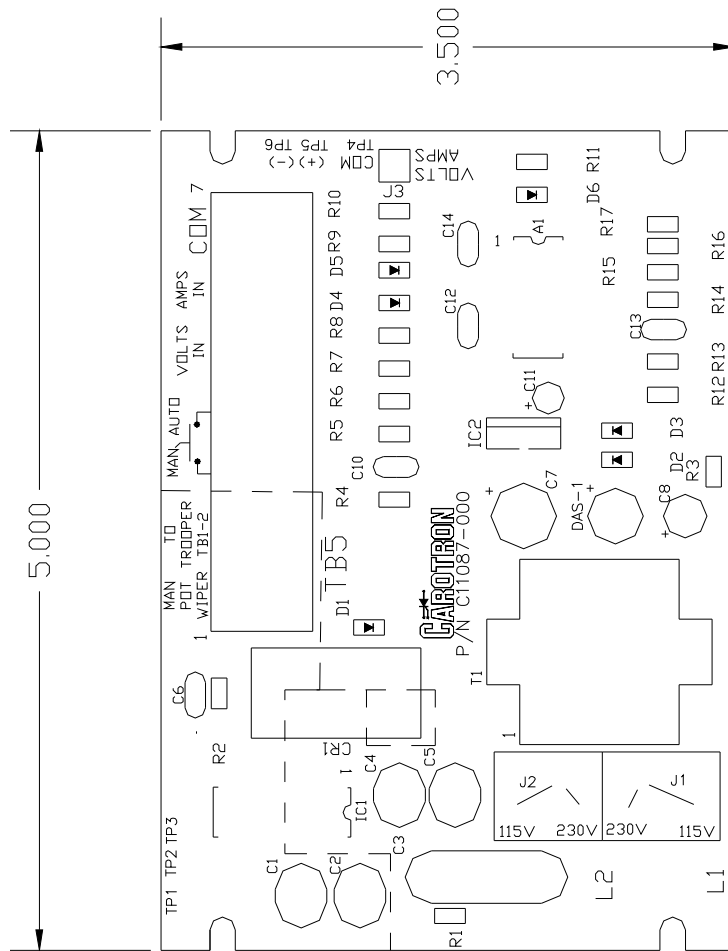 5.000
3.500
MAN TO
POT TROOPER
WIPER TB1-2
MAN AUTO
VOLTS IN
AMPS IN
COM 7
1
TB5
TP6 (-)
TP5 (+)
TP4 COM
J3
VOLTS
AMPS
TP1 TP2 TP3
C6
R2
CR1
1
IC1
C1
C2
C3
C4
C5
R1
D1
R4
C10
R5
R6
R7
R8
D4
D5
R9
R10
C12
C14
1
A1
D6
R11
R17
R15
R16
R14
C13
R13
R12
C11
+
IC2
D3
D2
R3
C7
+
DAS-1
+
C8
+
CAROTRON
P/N C11087-000
T1
1
J2
J1
115V 230V 230V 115V
L2
L1